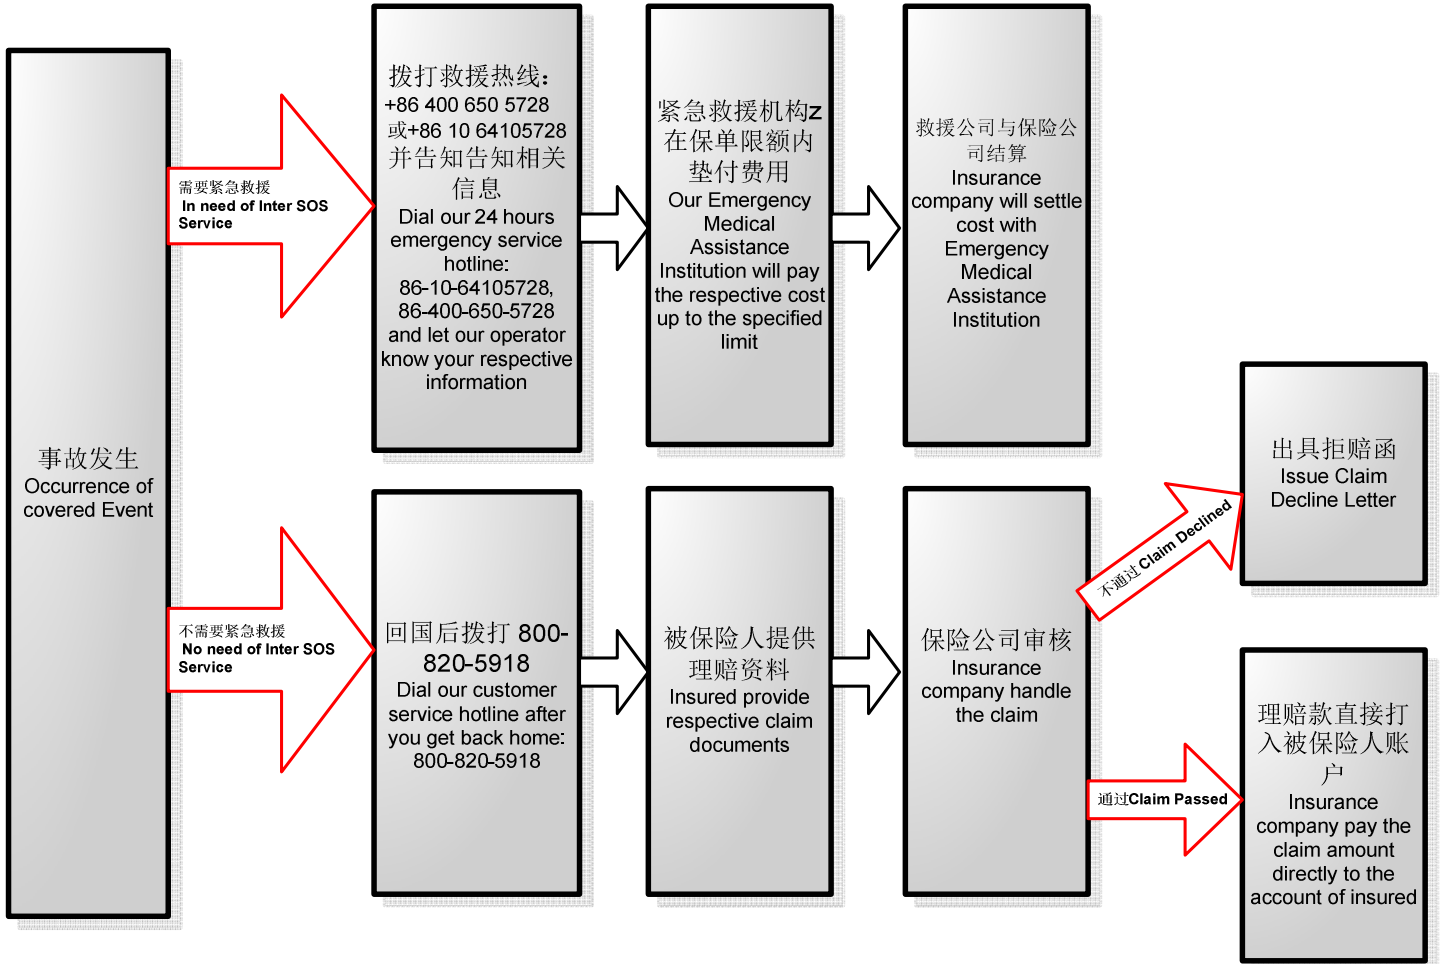 事故发生
Occurrence of
covered Event
需要紧急救援
In need of Inter SOS
Service
拨打救援热线：
+86 400 650 5728
或+86 10 64105728
并告知告知相关
信息
Dial our 24 hours
emergency service
hotline:
86-10-64105728,
86-400-650-5728
and let our operator
know your respective
information
紧急救援机构z
在保单限额内
垫付费用
Our Emergency
Medical
Assistance
Institution will pay
the respective cost
up to the specified
limit
救援公司与保险公
司结算
Insurance
company will settle
cost with
Emergency
Medical
Assistance
Institution
不需要紧急救援
No need of Inter SOS
Service
回国后拨打 800-
820-5918
Dial our customer
service hotline after
you get back home:
800-820-5918
被保险人提供
理赔资料
Insured provide
respective claim
documents
保险公司审核
Insurance
company handle
the claim
不通过Claim Declined
出具拒赔函
Issue Claim
Decline Letter
通过Claim Passed
理赔款直接打
入被保险人账
户
Insurance
company pay the
claim amount
directly to the
account of insured